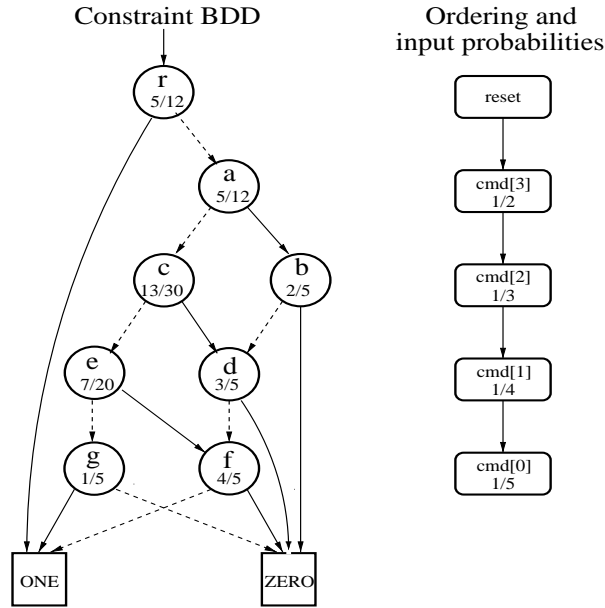 Constraint BDD
Ordering and
input probabilities
r
5/12
reset
a
5/12
cmd[3]
1/2
c
13/30
b
2/5
cmd[2]
1/3
e
7/20
d
3/5
cmd[1]
1/4
g
1/5
f
4/5
cmd[0]
1/5
ONE
ZERO